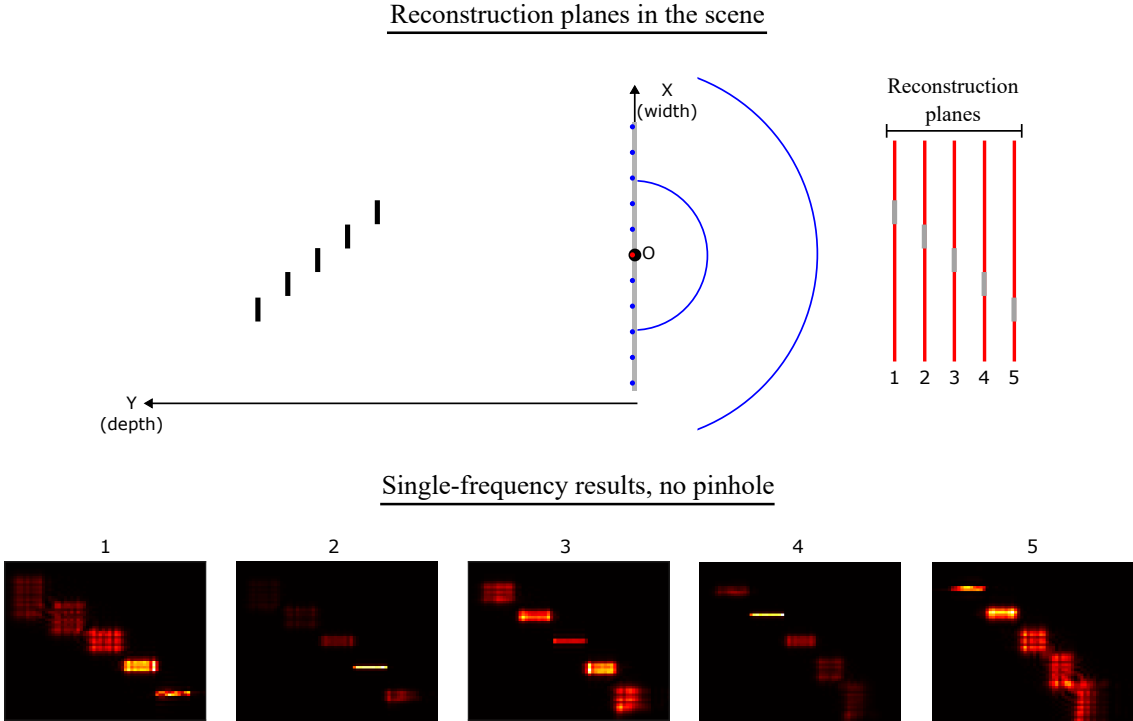 Reconstruction planes in the scene
X
(width)
O
Y
(depth)
Reconstruction
planes
1 2 3 4 5
Single-frequency results, no pinhole
1 2 3 4 5